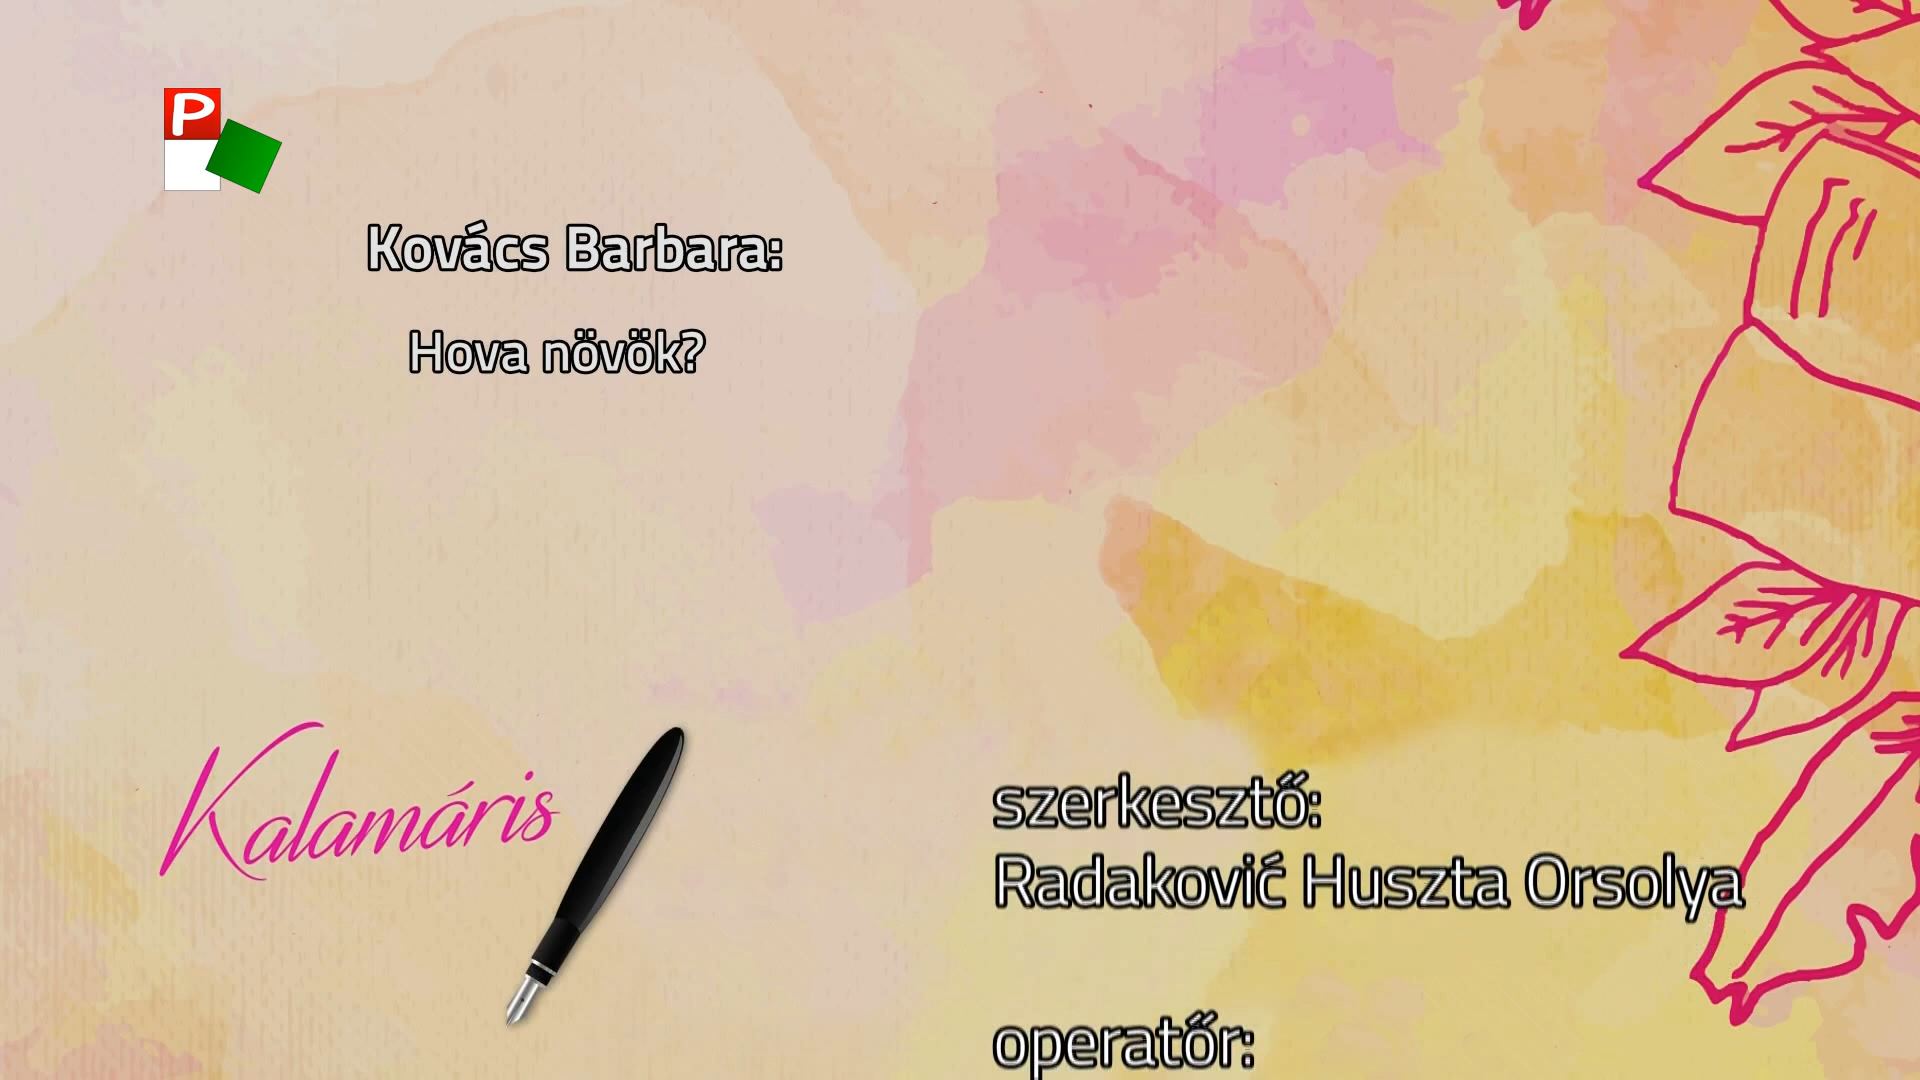 P
Kovács Barbara:
Hova növök?
Kalamáris
szerkesztő:
Radaković Huszta Orsolya
operatőr: